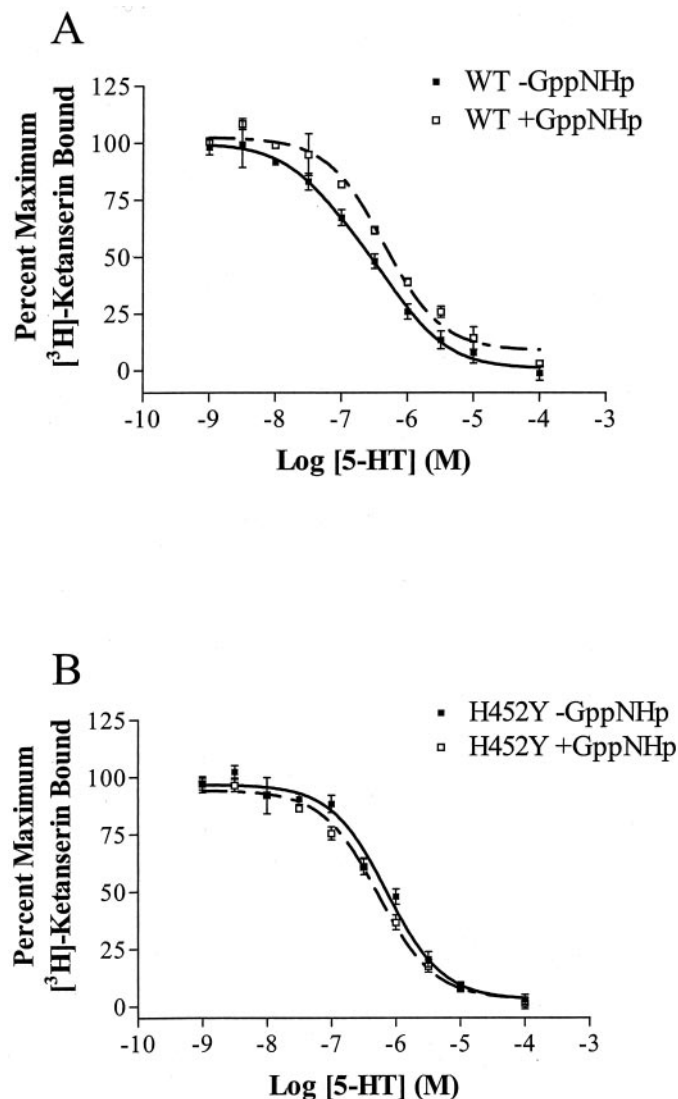 A
WT -GppNHp
WT +GppNHp
Percent Maximum
[³H]-Ketanserin Bound
125
100
75
50
25
0
-10 -9 -8 -7 -6 -5 -4 -3
Log [5-HT] (M)
B
H452Y -GppNHp
H452Y +GppNHp
Percent Maximum
[³H]-Ketanserin Bound
125
100
75
50
25
0
-10 -9 -8 -7 -6 -5 -4 -3
Log [5-HT] (M)